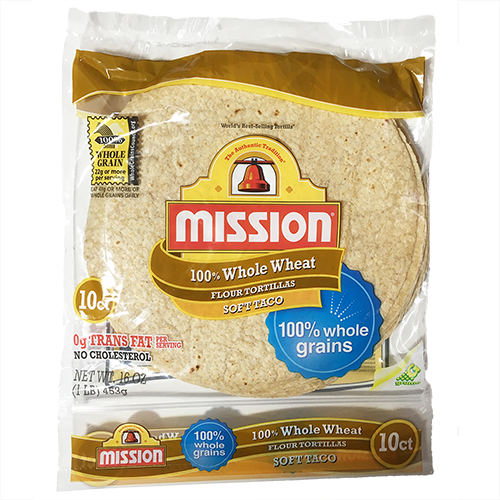 World's Best-Selling Tortilla
The Authentic Tradition
MISSION
100% Whole Wheat
FLOUR TORTILLAS
SOFT TACO
100%
WHOLE
GRAIN
22g or more
per serving
WholeGrainsCouncil.org
EAT 48g OR MORE OF
WHOLE GRAINS DAILY
10ct
100% whole
grains
0g TRANS FAT PER SERVING
NO CHOLESTEROL
NET WT. 16 OZ
(1 LB) 453g
MISSION
100%
whole
grains
100% Whole Wheat
FLOUR TORTILLAS
SOFT TACO
10ct